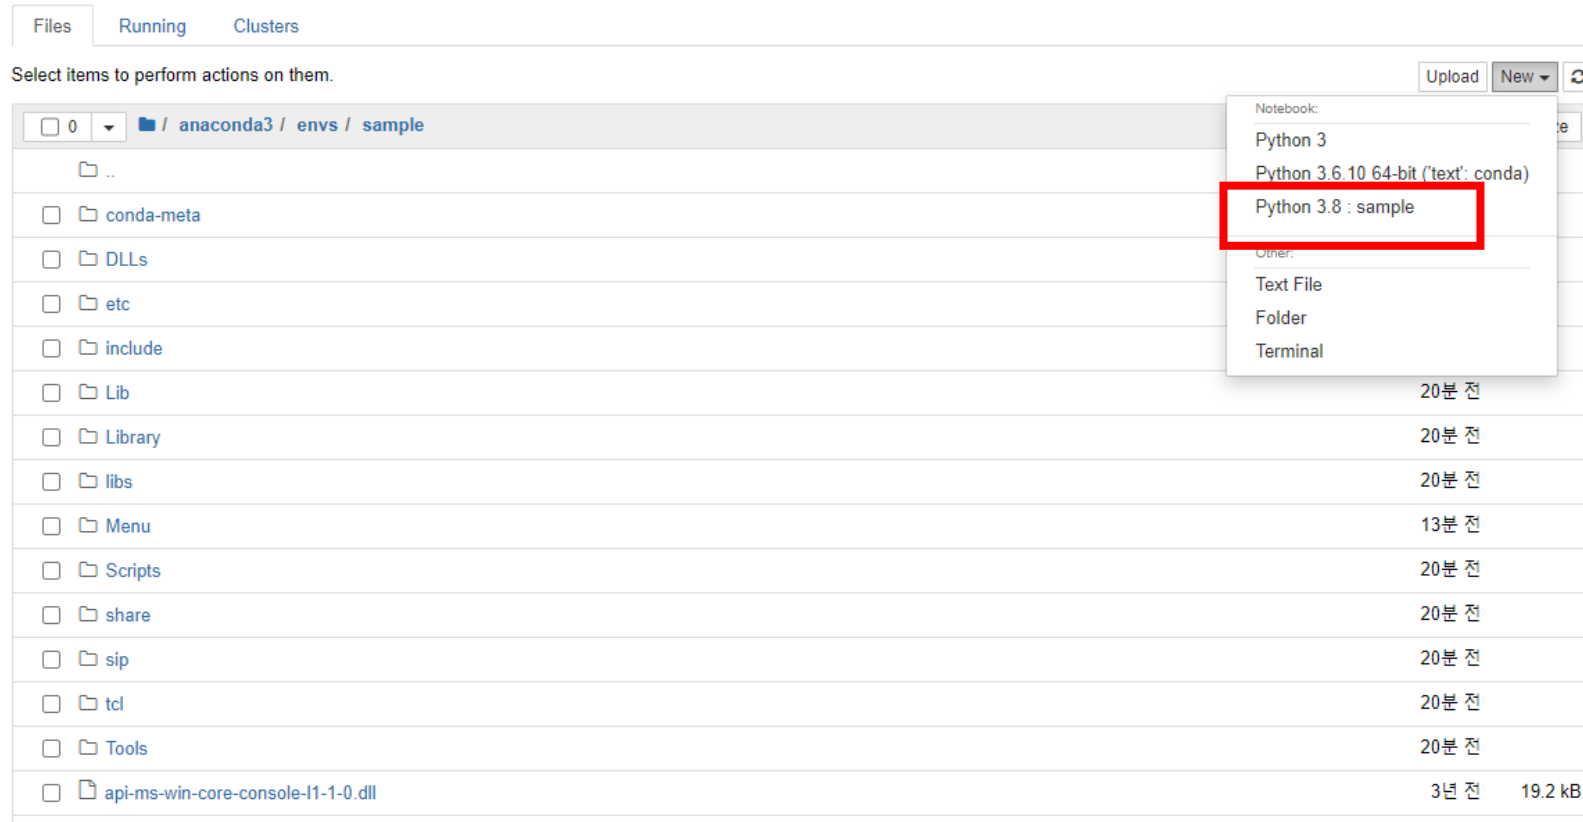 Files Running Clusters
Select items to perform actions on them.
Upload New
0 / anaconda3 / envs / sample
Notebook:
Python 3
Python 3.6.10 64-bit ('text': conda)
Python 3.8 : sample
Other:
Text File
Folder
Terminal
..
conda-meta
DLLs
etc
include
Lib 20분 전
Library 20분 전
libs 20분 전
Menu 13분 전
Scripts 20분 전
share 20분 전
sip 20분 전
tcl 20분 전
Tools 20분 전
api-ms-win-core-console-l1-1-0.dll 3년 전 19.2 kB